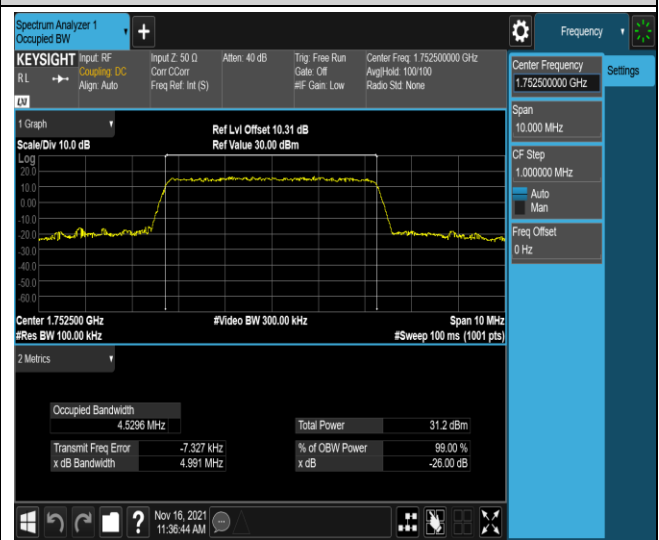 Spectrum Analyzer 1
Occupied BW
Frequency
KEYSIGHT
RL
LXI
Input: RF
Coupling: DC
Align: Auto
Input Z: 50 Ω
Corr CCorr
Freq Ref: Int (S)
Atten: 40 dB
Trig: Free Run
Gate: Off
#IF Gain: Low
Center Freq: 1.752500000 GHz
Avg|Hold: 100/100
Radio Std: None
Center Frequency
1.752500000 GHz
Settings
Span
10.000 MHz
CF Step
1.000000 MHz
Auto
Man
Freq Offset
0 Hz
1 Graph
Scale/Div 10.0 dB
Ref Lvl Offset 10.31 dB
Ref Value 30.00 dBm
Log
20.0
10.0
0.00
-10.0
-20.0
-30.0
-40.0
-50.0
-60.0
Center 1.752500 GHz
#Video BW 300.00 kHz
Span 10 MHz
#Res BW 100.00 kHz
#Sweep 100 ms (1001 pts)
2 Metrics
Occupied Bandwidth
4.5296 MHz
Total Power 31.2 dBm
Transmit Freq Error -7.327 kHz
% of OBW Power 99.00 %
x dB Bandwidth 4.991 MHz
x dB -26.00 dB
?
Nov 16, 2021
11:36:44 AM